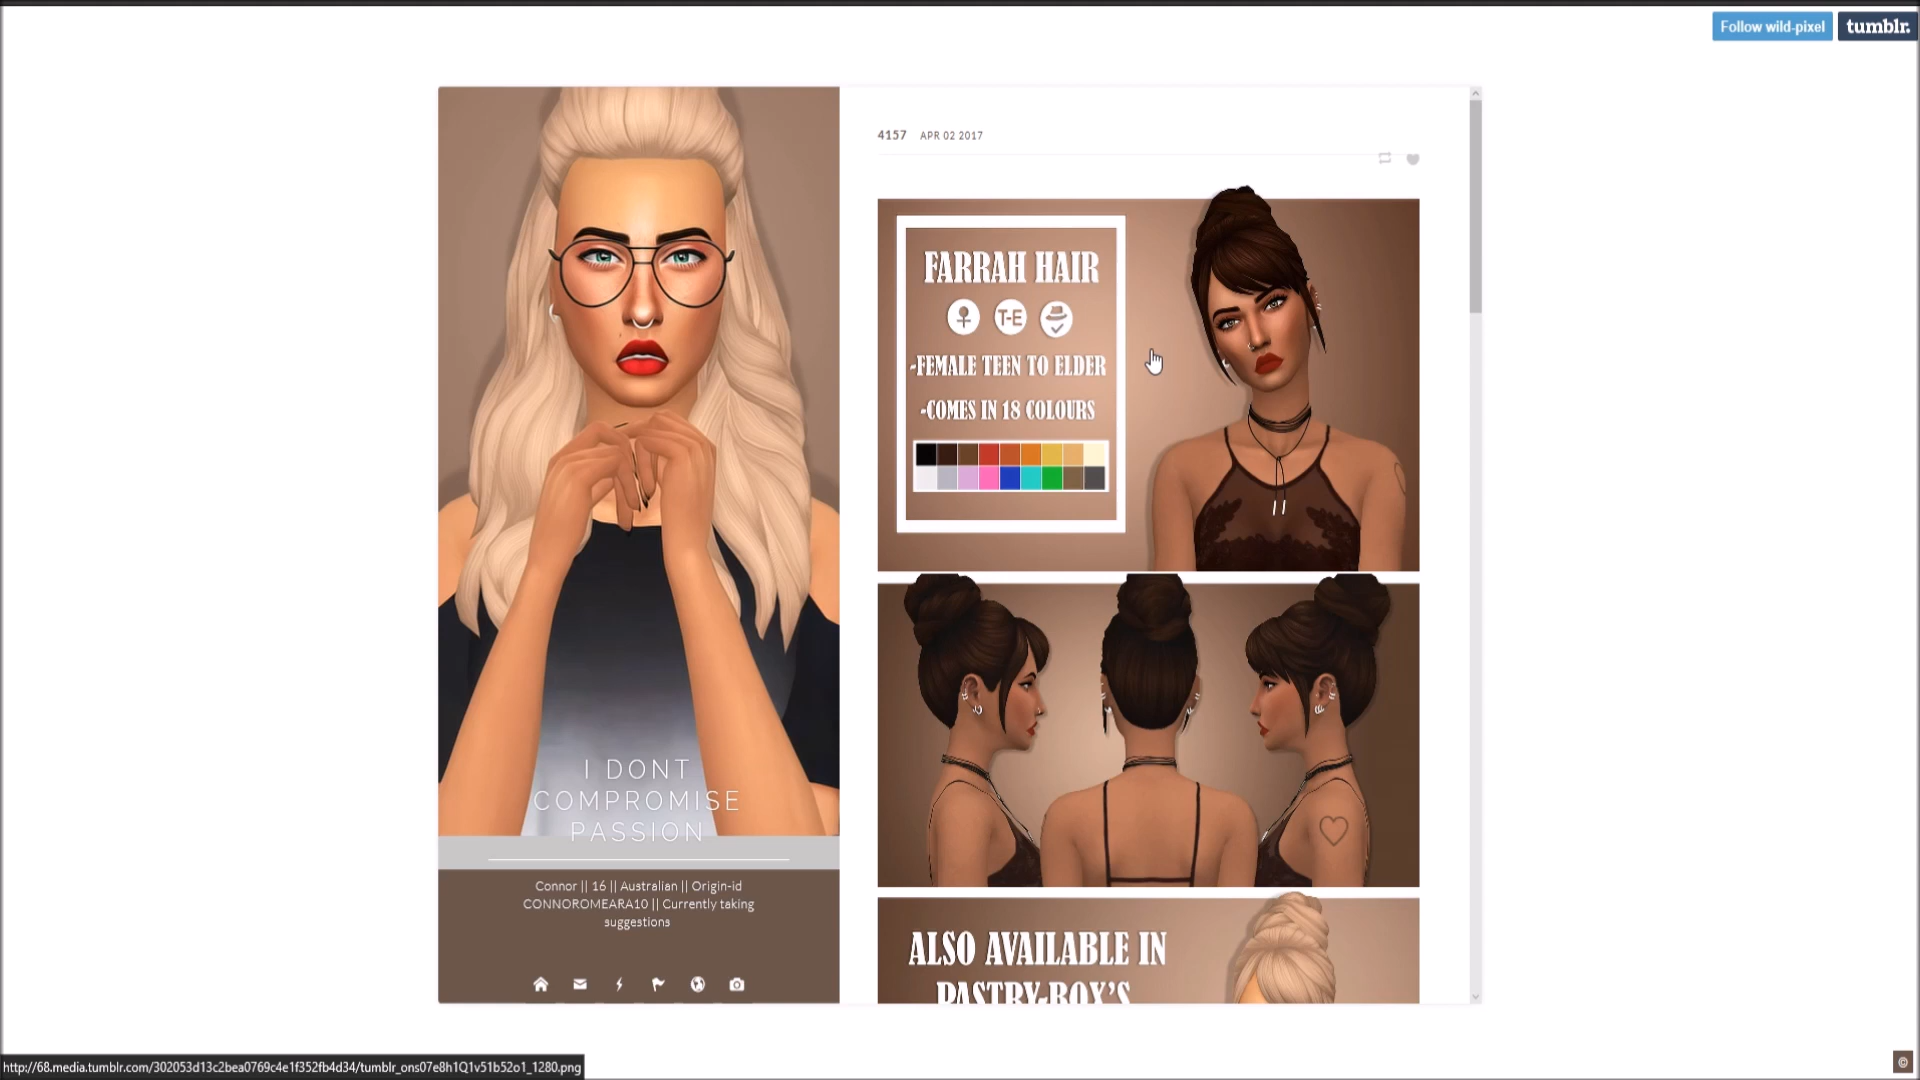 Follow wild-pixel
tumblr.
4157 APR 02 2017
FARRAH HAIR
T-E
-FEMALE TEEN TO ELDER
-COMES IN 18 COLOURS
I DONT
COMPROMISE
PASSION
Connor || 16 || Australian || Origin-id
CONNOROMEARA10 || Currently taking
suggestions
ALSO AVAILABLE IN
PASTRY-BOX'S
http://68.media.tumblr.com/302053d13c2bea0769c4e1f352fb4d34/tumblr_ons07e8h1Q1v51b52o1_1280.png
©